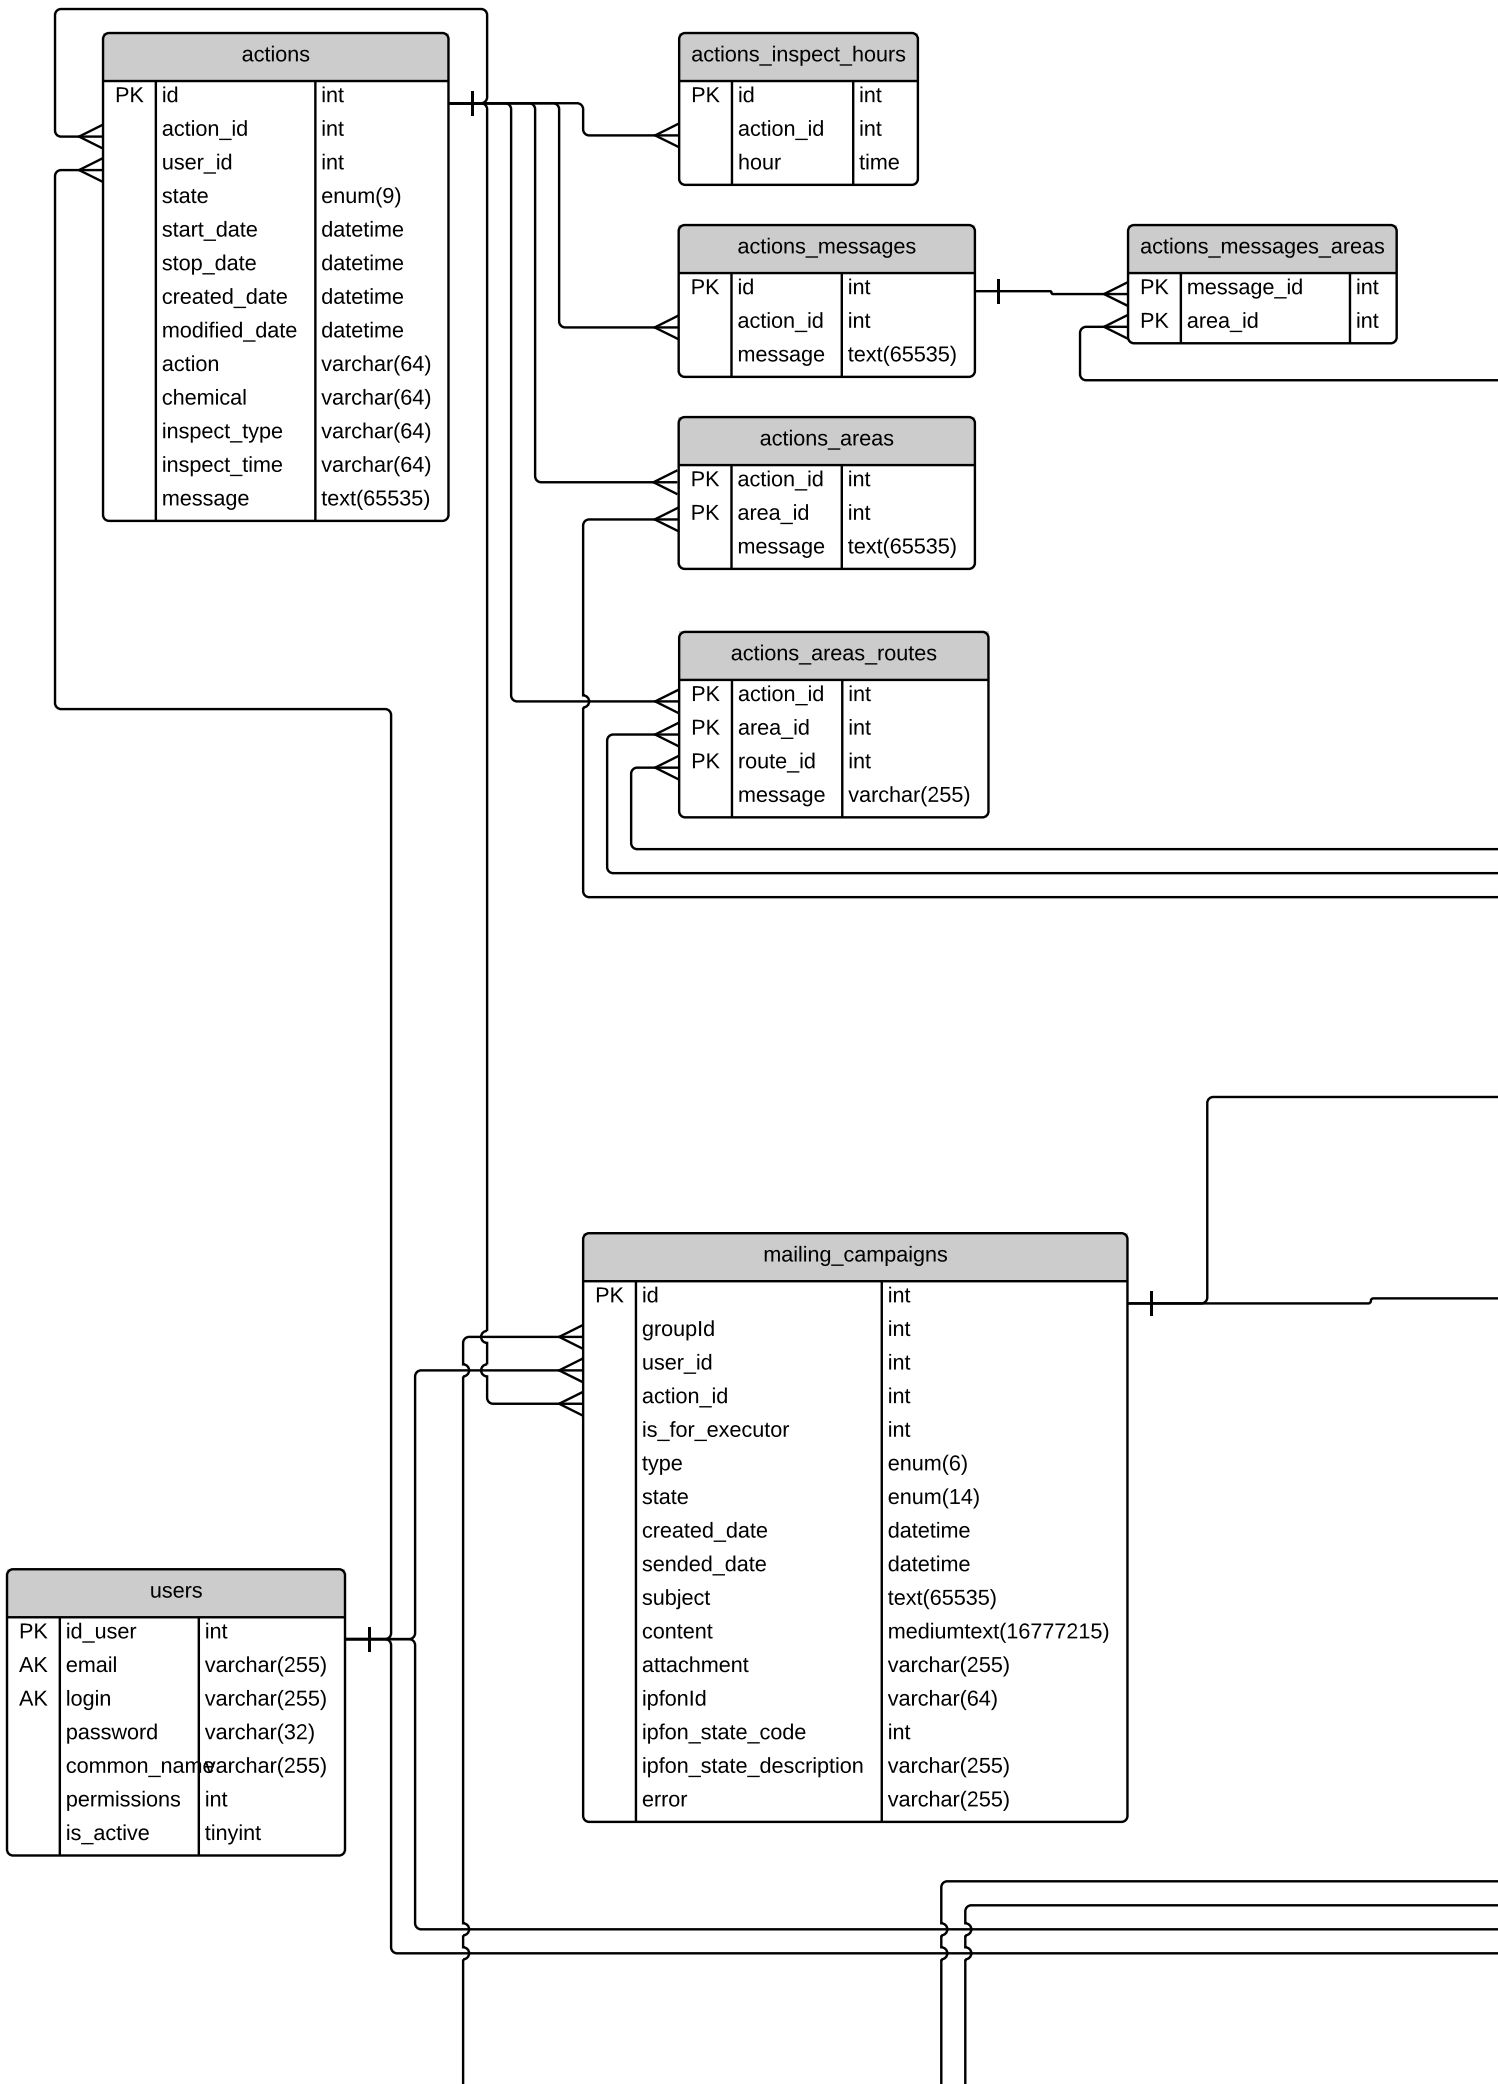 actions
PK id int
action_id int
user_id int
state enum(9)
start_date datetime
stop_date datetime
created_date datetime
modified_date datetime
action varchar(64)
chemical varchar(64)
inspect_type varchar(64)
inspect_time varchar(64)
message text(65535)
actions_inspect_hours
PK id int
action_id int
hour time
actions_messages
PK id int
action_id int
message text(65535)
actions_messages_areas
PK message_id int
PK area_id int
actions_areas
PK action_id int
PK area_id int
message text(65535)
actions_areas_routes
PK action_id int
PK area_id int
PK route_id int
message varchar(255)
mailing_campaigns
PK id int
groupId int
user_id int
action_id int
is_for_executor int
type enum(6)
state enum(14)
created_date datetime
sended_date datetime
subject text(65535)
content mediumtext(16777215)
attachment varchar(255)
ipfonId varchar(64)
ipfon_state_code int
ipfon_state_description varchar(255)
error varchar(255)
users
PK id_user int
AK email varchar(255)
AK login varchar(255)
password varchar(32)
common_name varchar(255)
permissions int
is_active tinyint